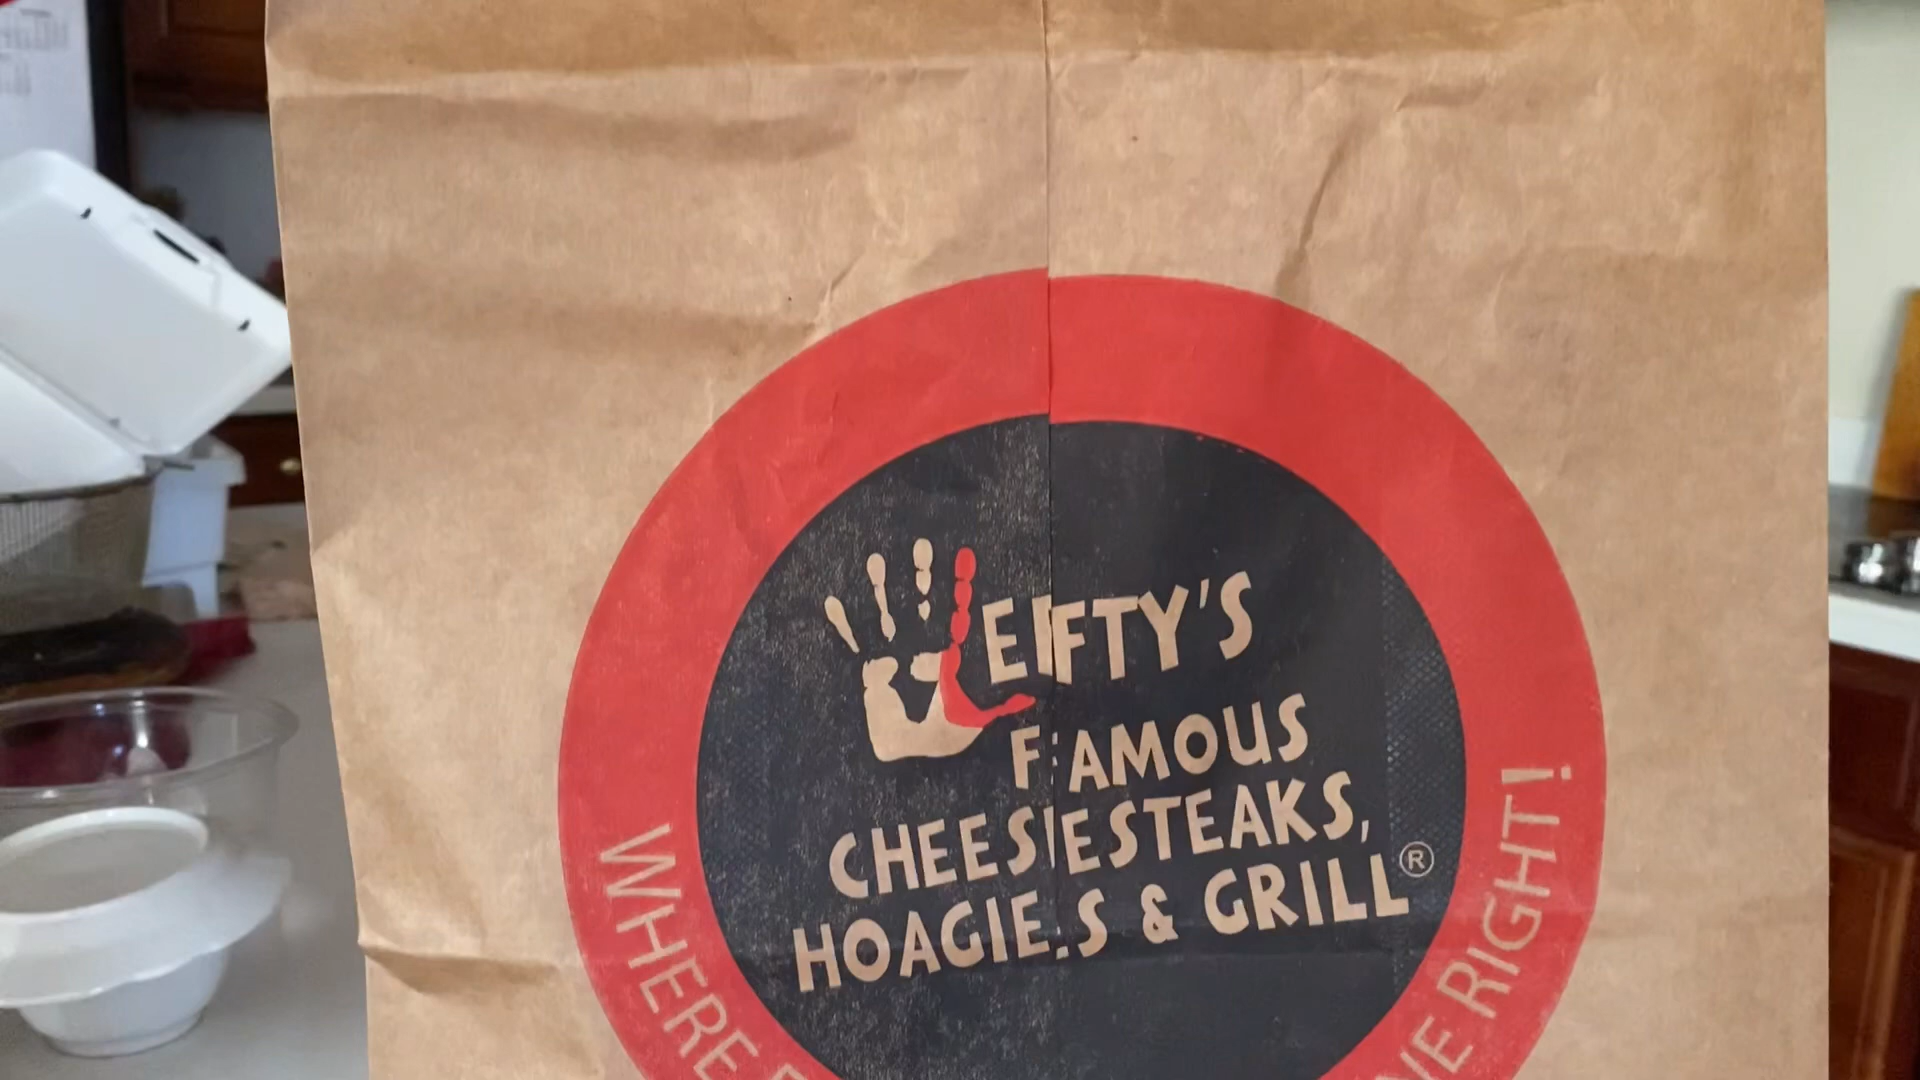 LEFTY'S
FAMOUS
CHEESESTEAKS,
HOAGIES & GRILL®
WHERE
RIGHT!